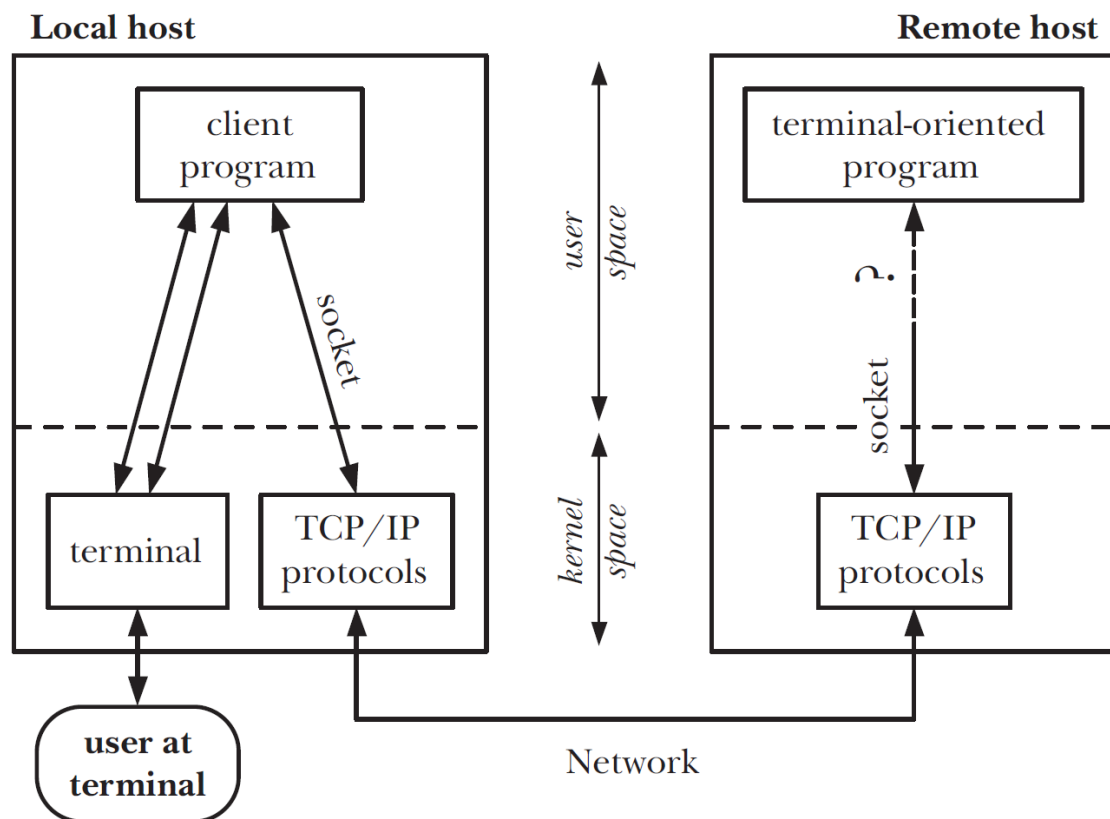 Local host
Remote host
client
program
terminal-oriented
program
user
space
?
socket
socket
kernel
space
terminal
TCP/IP
protocols
TCP/IP
protocols
user at
terminal
Network